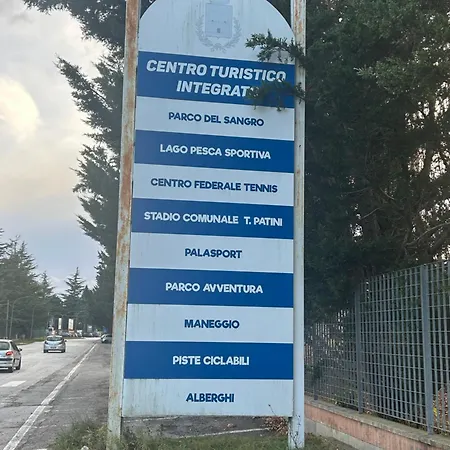 CENTRO TURISTICO
INTEGRAT
PARCO DEL SANGRO
LAGO PESCA SPORTIVA
CENTRO FEDERALE TENNIS
STADIO COMUNALE T. PATINI
PALASPORT
PARCO AVVENTURA
MANEGGIO
PISTE CICLABILI
ALBERGHI